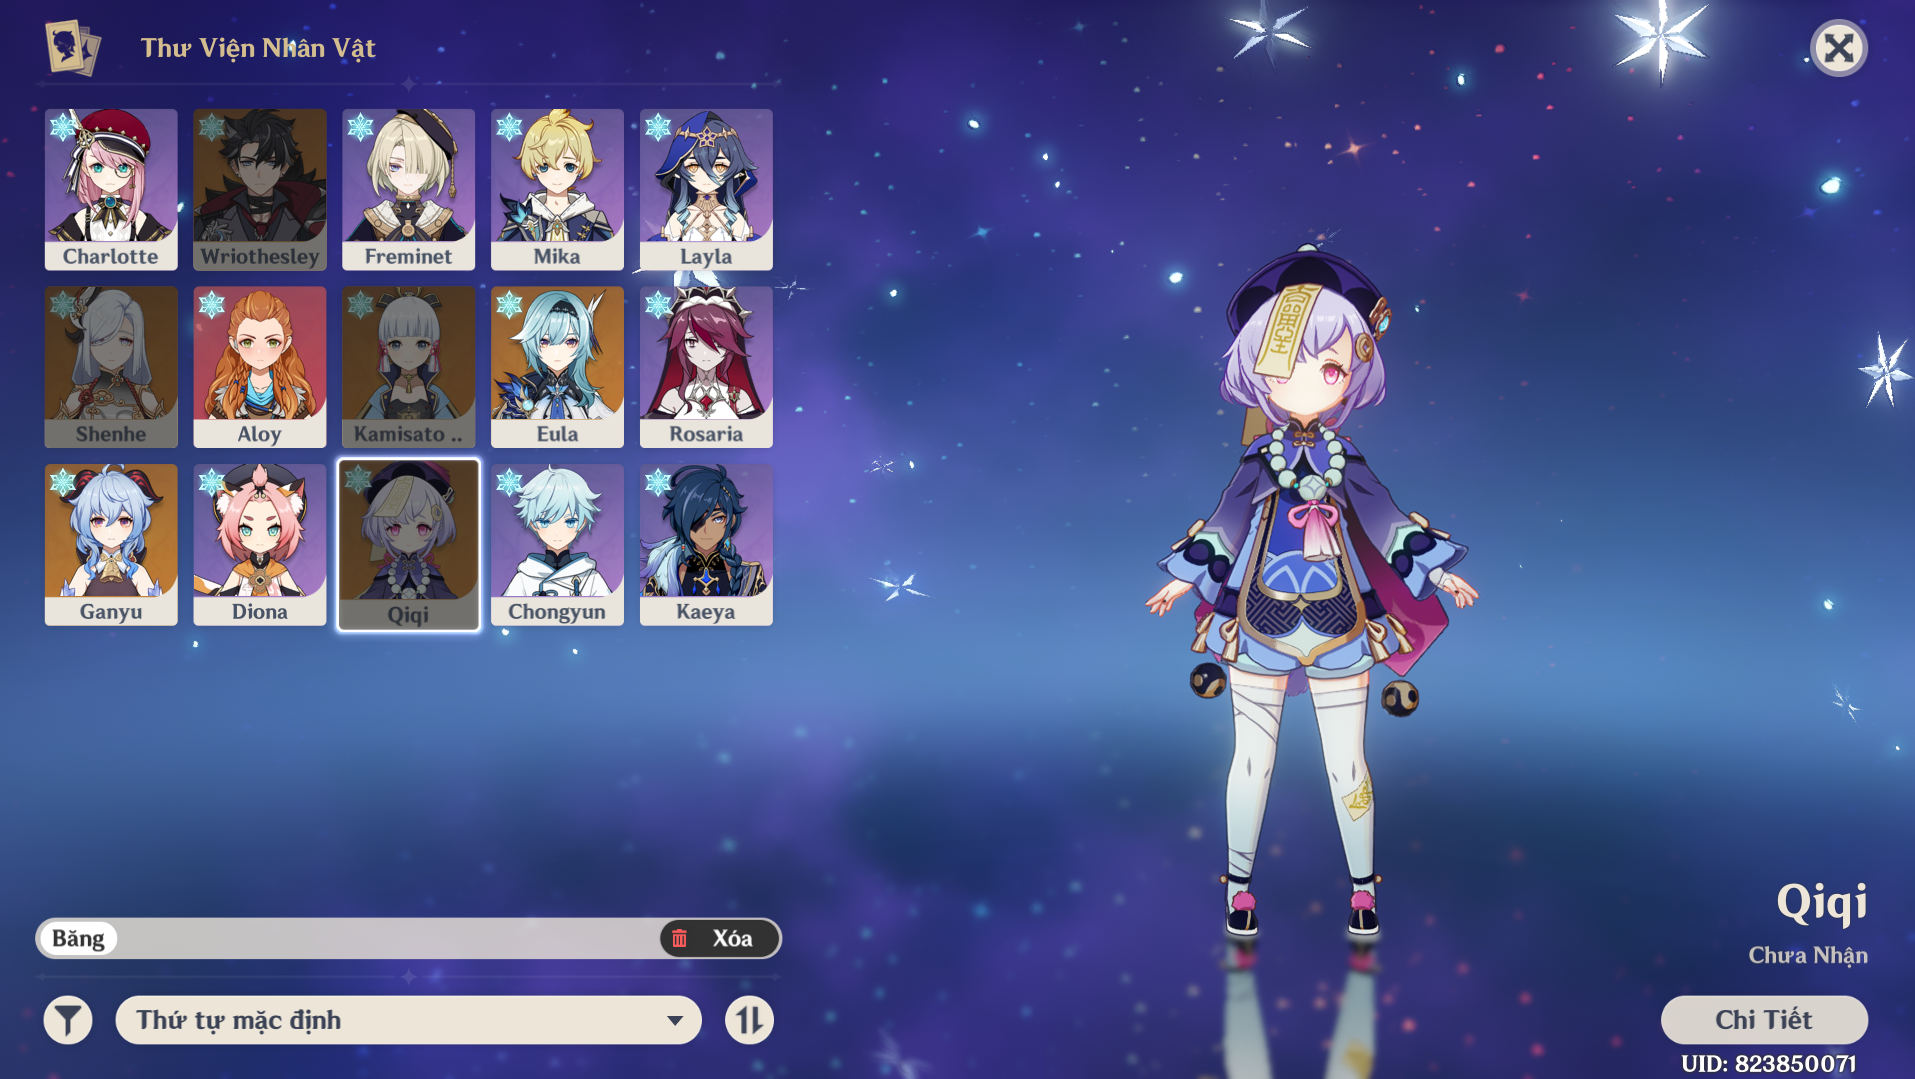 Thư Viện Nhân Vật
Charlotte
Wriothesley
Freminet
Mika
Layla
Shenhe
Aloy
Kamisato ..
Eula
Rosaria
Ganyu
Diona
Qiqi
Chongyun
Kaeya
Băng
Xóa
Thứ tự mặc định
Qiqi
Chưa Nhận
Chi Tiết
UID: 823850071